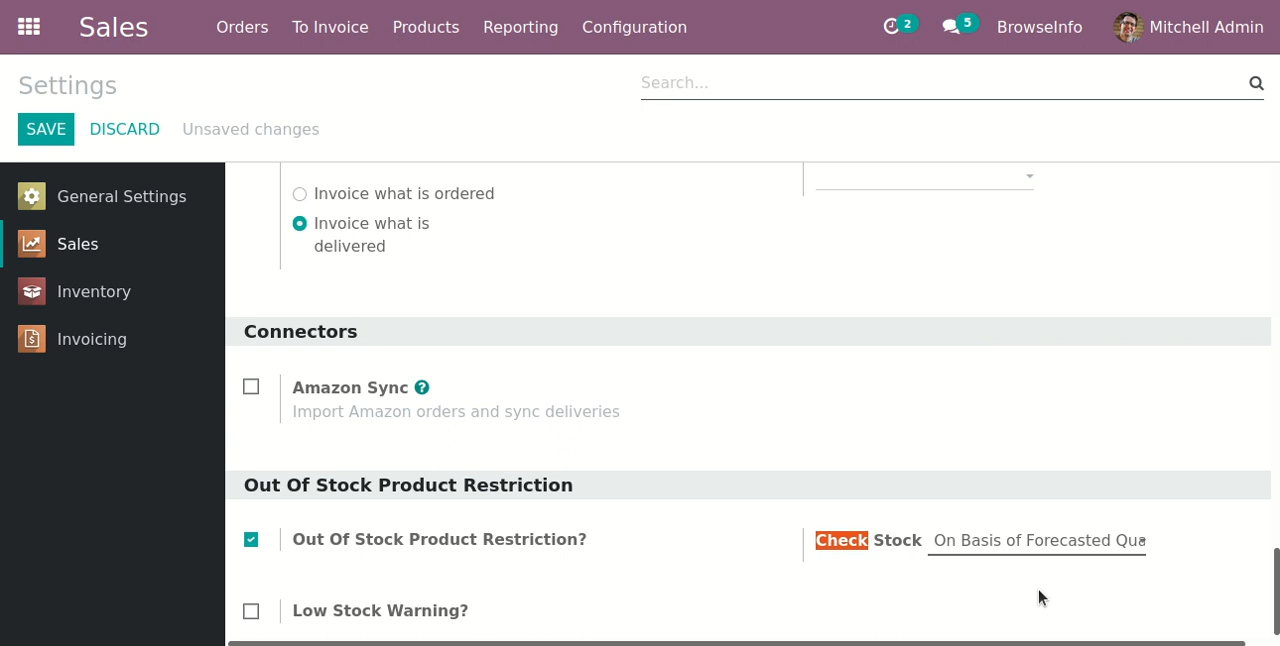 Sales Orders To Invoice Products Reporting Configuration 2 5 BrowseInfo Mitchell Admin
Settings Search...
SAVE DISCARD Unsaved changes
General Settings
Sales
Inventory
Invoicing
Invoice what is ordered
Invoice what is
delivered
Connectors
Amazon Sync ?
Import Amazon orders and sync deliveries
Out Of Stock Product Restriction
Out Of Stock Product Restriction? Check Stock On Basis of Forecasted Qua
Low Stock Warning?